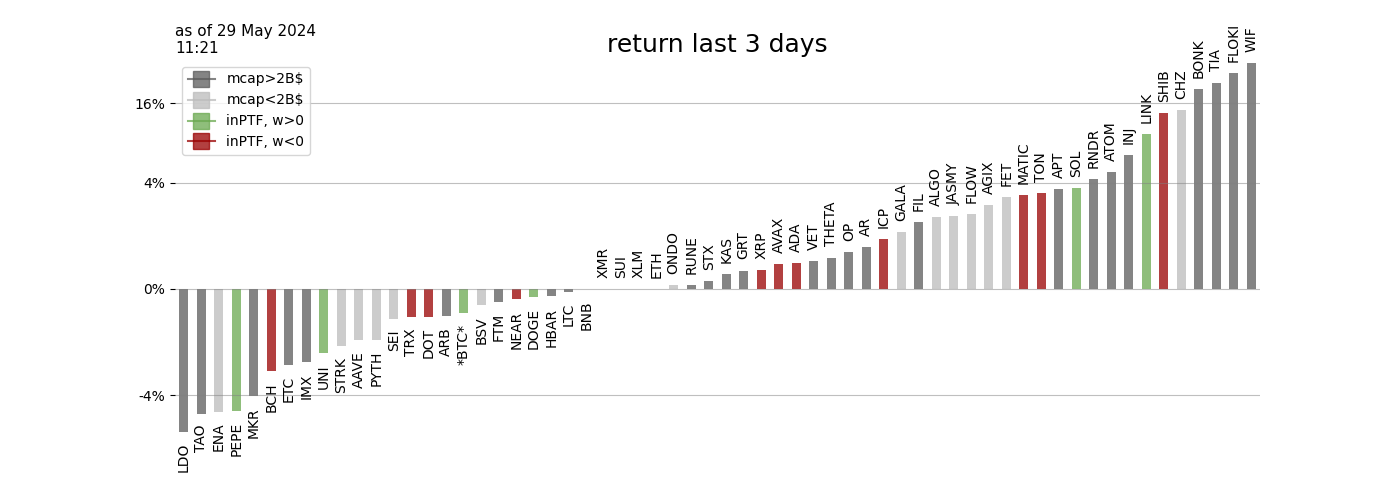 as of 29 May 2024
11:21
return last 3 days
mcap>2B$
mcap<2B$
inPTF, w>0
inPTF, w<0
16%
4%
0%
-4%
LDO
TAO
ENA
PEPE
MKR
BCH
ETC
IMX
UNI
STRK
AAVE
PYTH
SEI
TRX
DOT
ARB
*BTC*
BSV
FTM
NEAR
DOGE
HBAR
LTC
BNB
XMR
SUI
XLM
ETH
ONDO
RUNE
STX
KAS
GRT
XRP
AVAX
ADA
VET
THETA
OP
AR
ICP
GALA
FIL
ALGO
JASMY
FLOW
AGIX
FET
MATIC
TON
APT
SOL
RNDR
ATOM
INJ
LINK
SHIB
CHZ
BONK
TIA
FLOKI
WIF